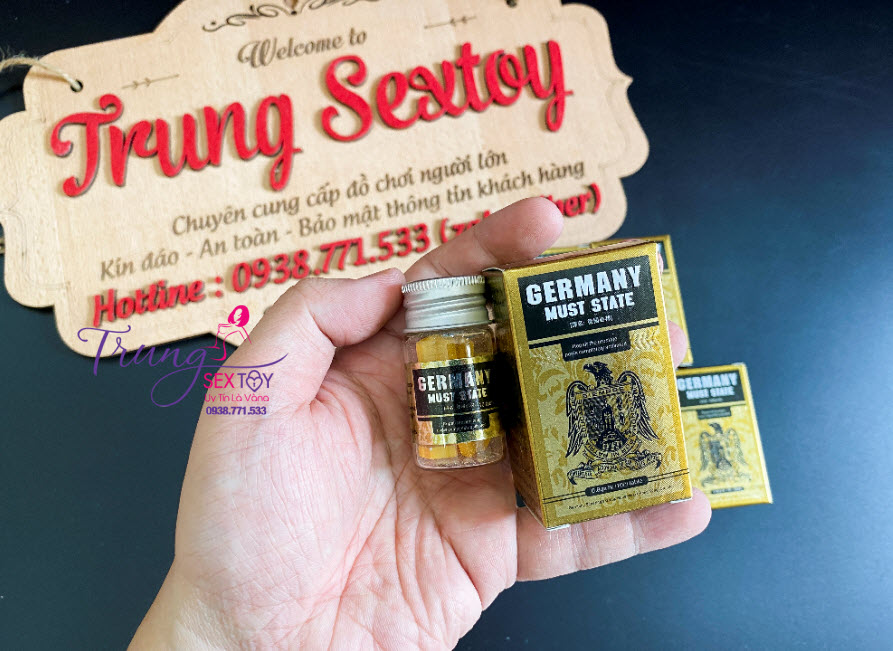 Welcome to
Trung Sextoy
Chuyên cung cấp đồ chơi người lớn
Kín đáo - An toàn - Bảo mật thông tin khách hàng
Hotline : 0938.771.533
Trung
SEXTOY
Uy Tín Là Vàng
0938.771.533
GERMANY
MUST STATE
GERMANY
MUST STATE
GERMANY
MUST STATE